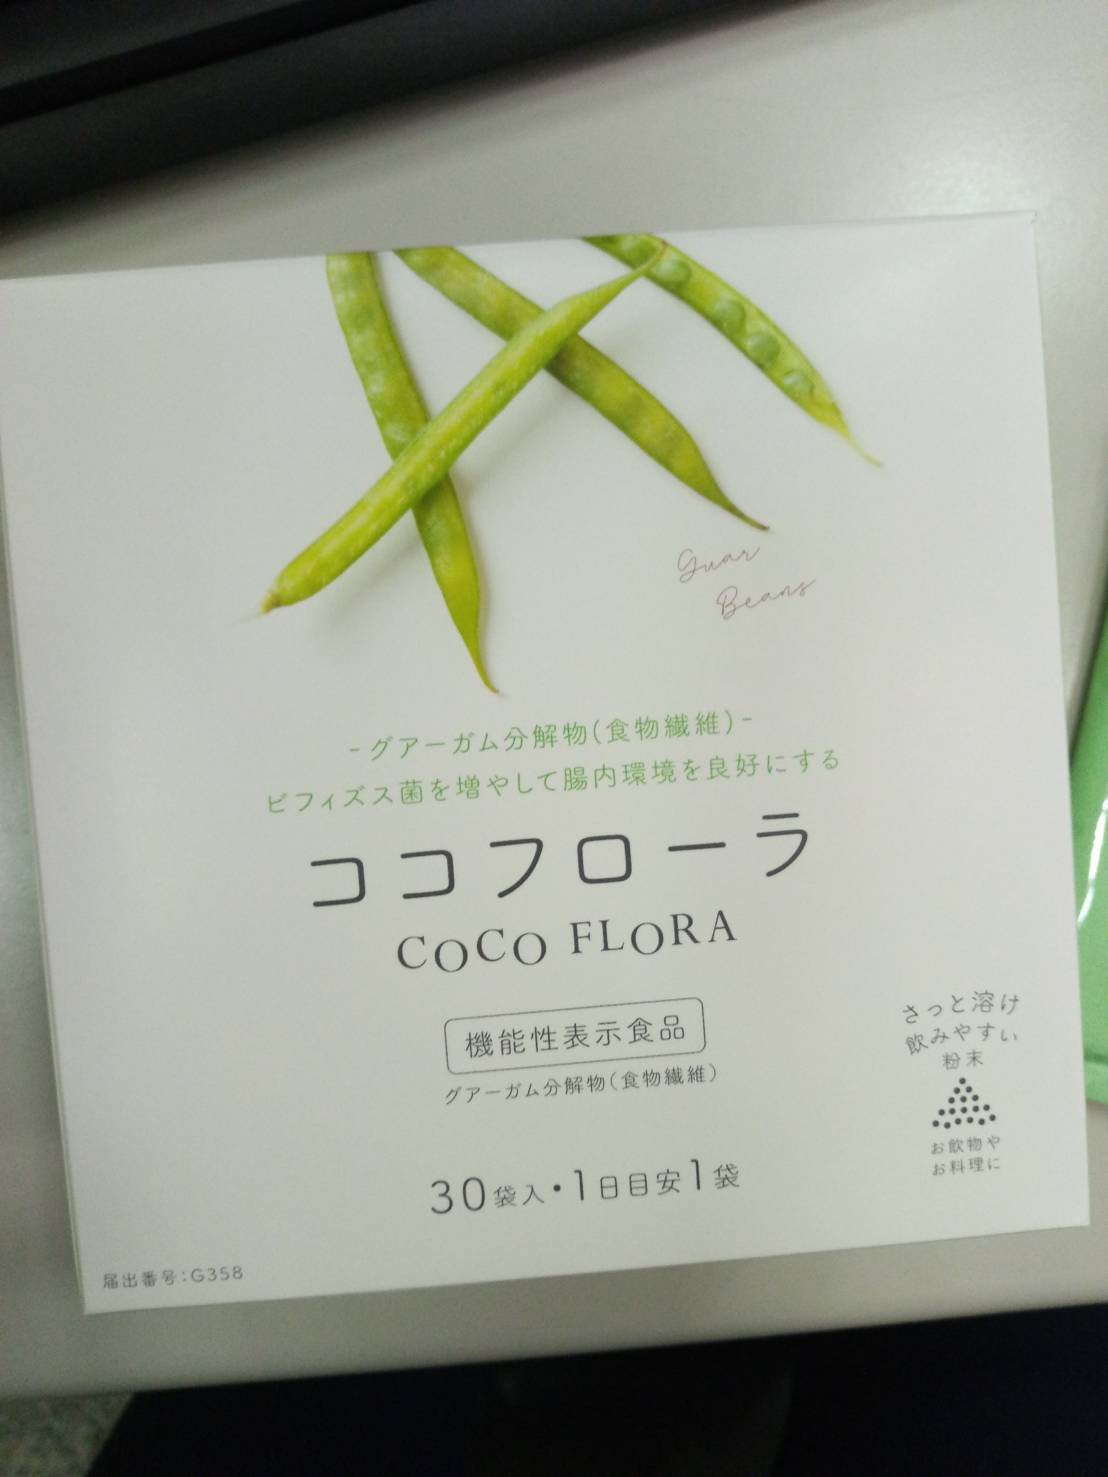 Guar
Beans
-グアーガム分解物(食物繊維)-
ビフィズス菌を増やして腸内環境を良好にする
ココフローラ
COCO FLORA
機能性表示食品
グアーガム分解物(食物繊維)
30袋入・1日目安1袋
さっと溶け
飲みやすい
粉末
お飲物や
お料理に
届出番号:G358